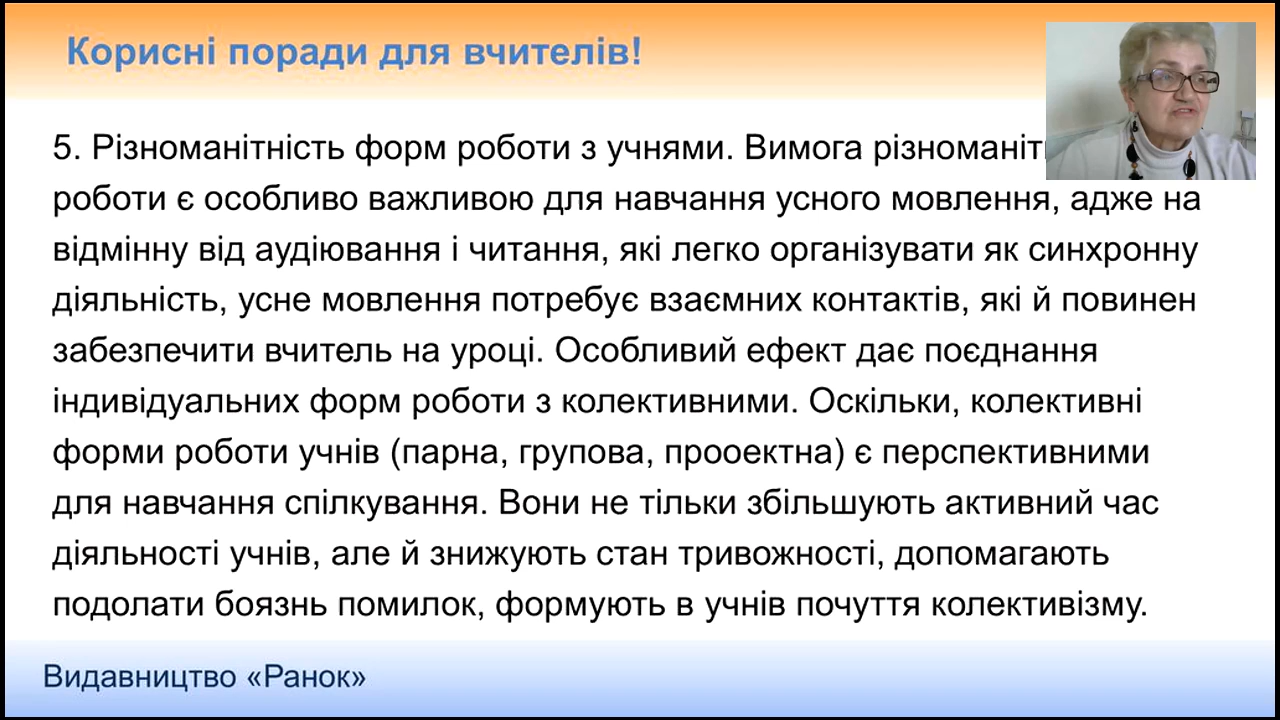 Корисні поради для вчителів!
5. Різноманітність форм роботи з учнями. Вимога
роботи є особливо важливою для навчання усного мовлення, адже на
відмінну від аудіювання і читання, які легко організувати як синхронну
діяльність, усне мовлення потребує взаємних контактів, які й повинен
забезпечити вчитель на уроці. Особливий ефект дає поєднання
індивідуальних форм роботи з колективними. Оскільки, колективні
форми роботи учнів (парна, групова, прооектна) є перспективними
для навчання спілкування. Вони не тільки збільшують активний час
діяльності учнів, але й знижують стан тривожності, допомагають
подолати боязнь помилок, формують в учнів почуття колективізму.
Видавництво «Ранок»